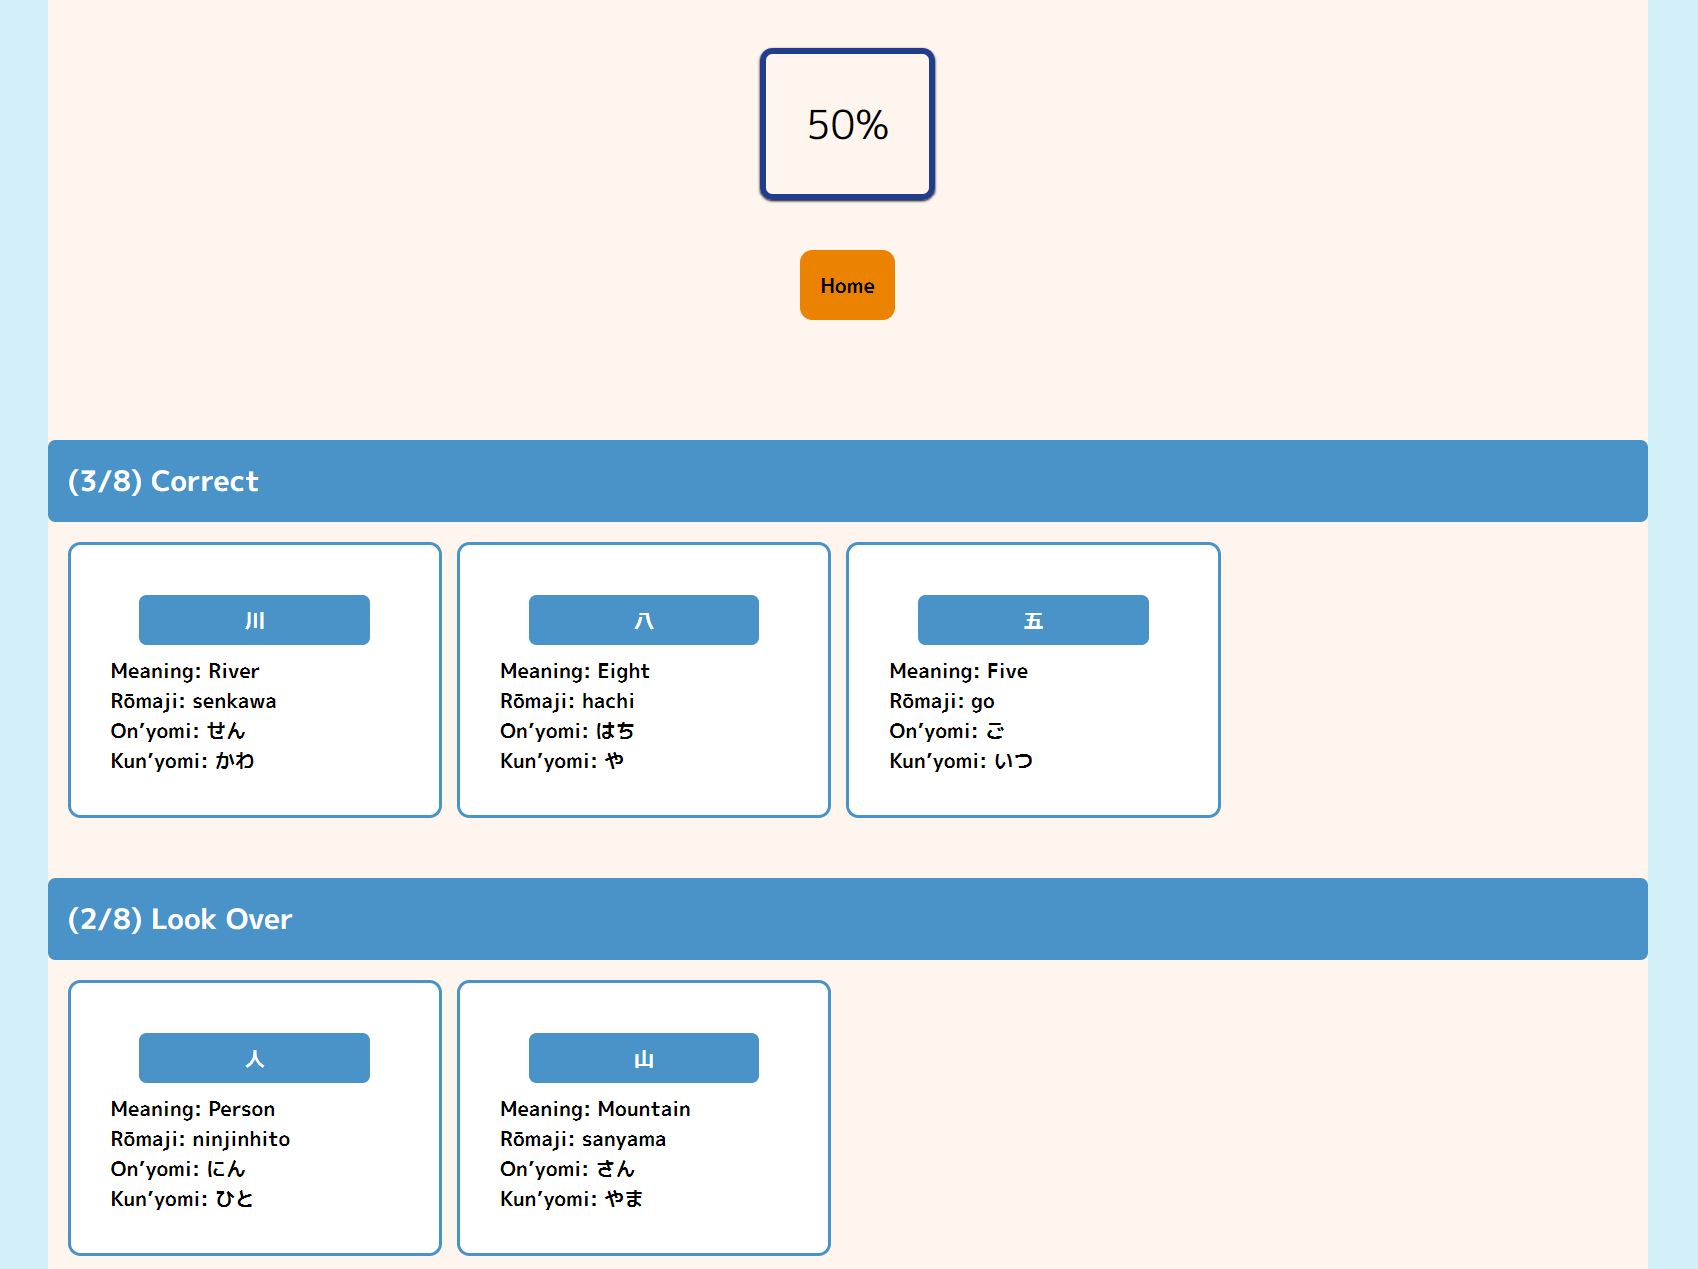 50%
Home
(3/8) Correct
川
Meaning: River
Rōmaji: senkawa
On'yomi: せん
Kun'yomi: かわ
八
Meaning: Eight
Rōmaji: hachi
On'yomi: はち
Kun'yomi: や
五
Meaning: Five
Rōmaji: go
On'yomi: ご
Kun'yomi: いつ
(2/8) Look Over
人
Meaning: Person
Rōmaji: ninjinhito
On'yomi: にん
Kun'yomi: ひと
山
Meaning: Mountain
Rōmaji: sanyama
On'yomi: さん
Kun'yomi: やま